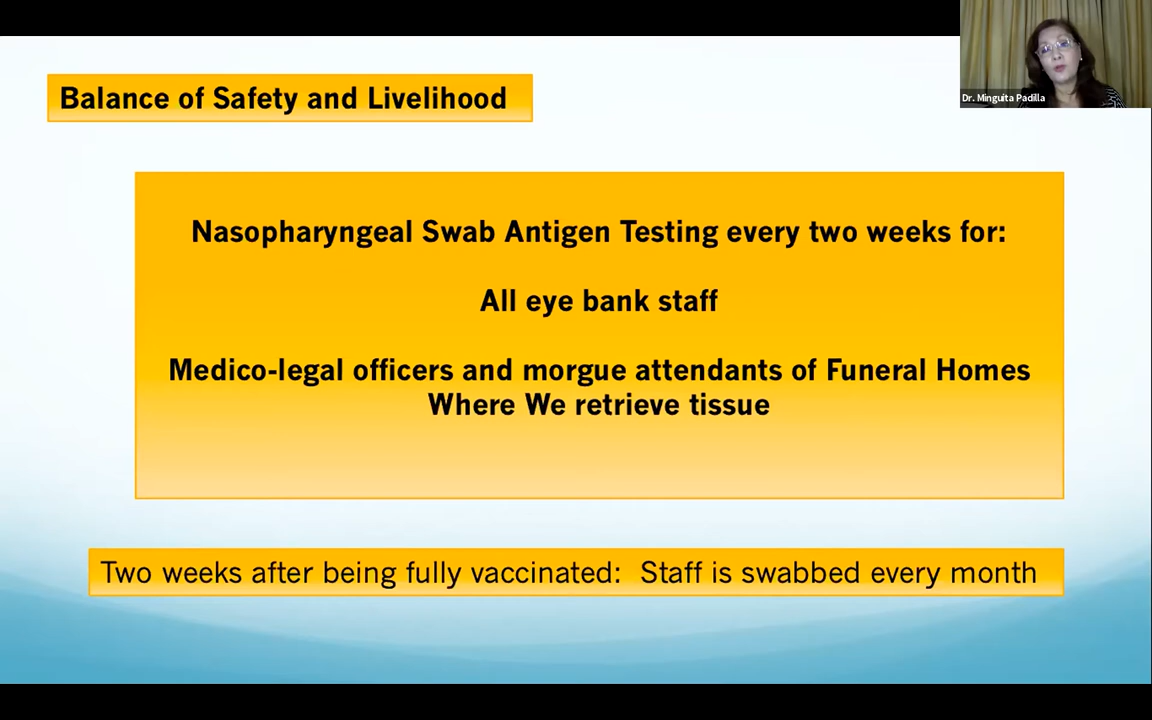 Balance of Safety and Livelihood
Dr. Minguita Padilla
Nasopharyngeal Swab Antigen Testing every two weeks for:
All eye bank staff
Medico-legal officers and morgue attendants of Funeral Homes
Where We retrieve tissue
Two weeks after being fully vaccinated: Staff is swabbed every month